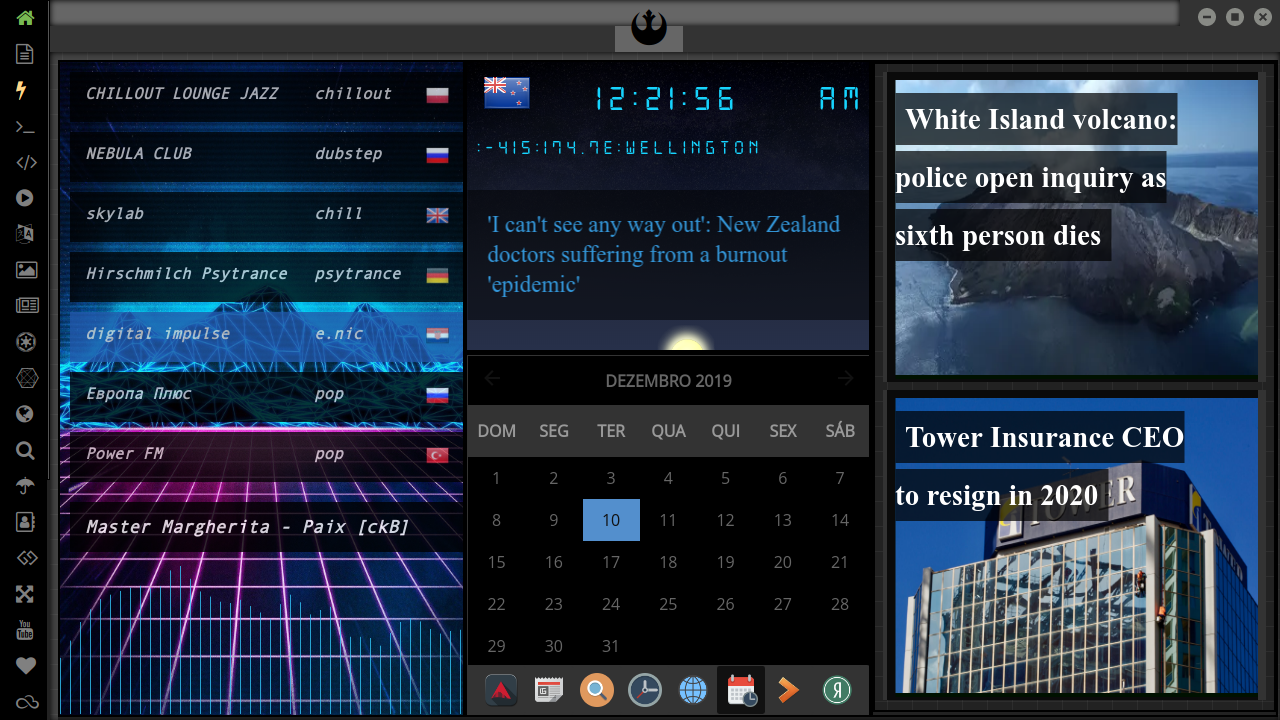 CHILLOUT LOUNGE JAZZ chillout
NEBULA CLUB dubstep
skylab chill
Hirschmilch Psytrance psytrance
digital impulse e.nic
Европа Плюс pop
Power FM pop
Master Margherita - Paix [ckB]
12:21:56 AM
:-415:174.7E:WELLINGTON
'I can't see any way out': New Zealand
doctors suffering from a burnout
'epidemic'
DEZEMBRO 2019
DOM SEG TER QUA QUI SEX SÁB
1 2 3 4 5 6 7
8 9 10 11 12 13 14
15 16 17 18 19 20 21
22 23 24 25 26 27 28
29 30 31
White Island volcano:
police open inquiry as
sixth person dies
Tower Insurance CEO
to resign in 2020
TOWER
You
Tube